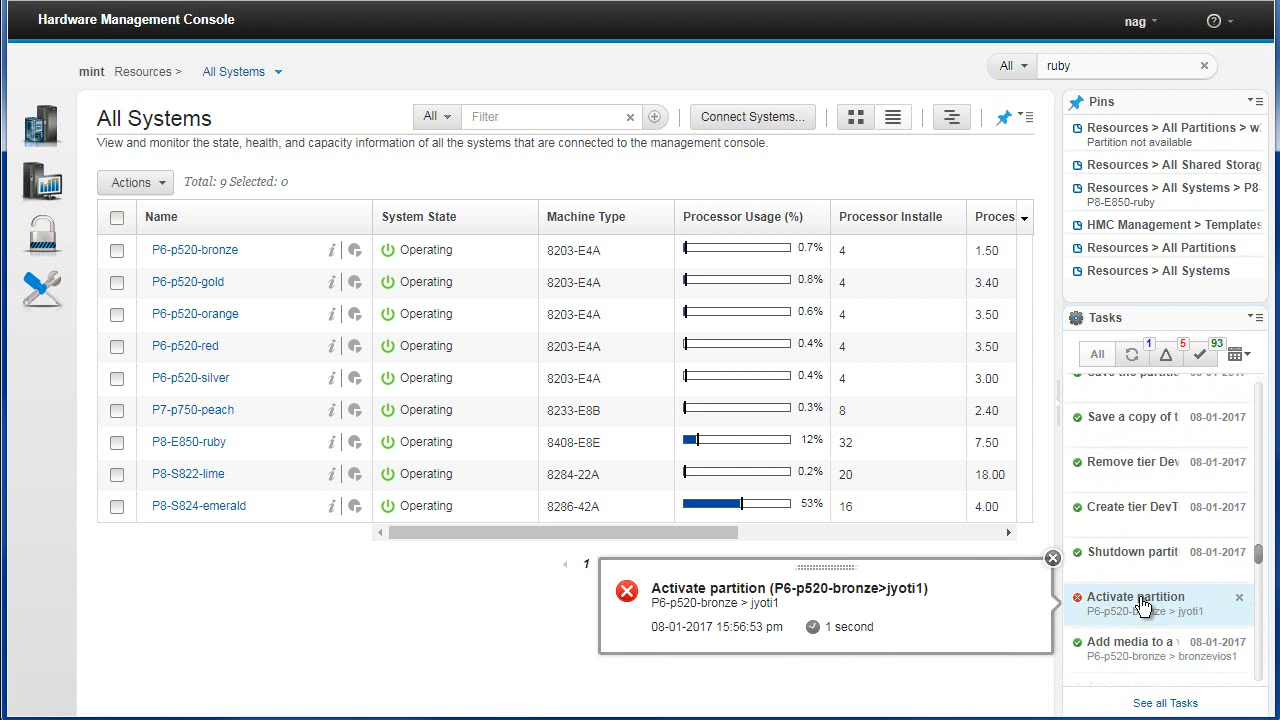 Hardware Management Console
nag
mint Resources > All Systems
All ruby
All Systems
All Filter
Connect Systems...
View and monitor the state, health, and capacity information of all the systems that are connected to the management console.
Actions Total: 9 Selected: 0
Name System State Machine Type Processor Usage (%) Processor Installe Proces
P6-p520-bronze Operating 8203-E4A 0.7% 4 1.50
P6-p520-gold Operating 8203-E4A 0.8% 4 3.40
P6-p520-orange Operating 8203-E4A 0.6% 4 3.50
P6-p520-red Operating 8203-E4A 0.4% 4 3.50
P6-p520-silver Operating 8203-E4A 0.4% 4 3.00
P7-p750-peach Operating 8233-E8B 0.3% 8 2.40
P8-E850-ruby Operating 8408-E8E 12% 32 7.50
P8-S822-lime Operating 8284-22A 0.2% 20 18.00
P8-S824-emerald Operating 8286-42A 53% 16 4.00
1
Activate partition (P6-p520-bronze>jyoti1)
P6-p520-bronze > jyoti1
08-01-2017 15:56:53 pm 1 second
Pins
Resources > All Partitions >
Partition not available
Resources > All Shared Storag
Resources > All Systems > P8-
P8-E850-ruby
HMC Management > Templates
Resources > All Partitions
Resources > All Systems
Tasks
All 1 5 93
Save a copy of t 08-01-2017
Remove tier Dev 08-01-2017
Create tier DevT 08-01-2017
Shutdown partit 08-01-2017
Activate partition
P6-p520-bronze > jyoti1
Add media to a 08-01-2017
P6-p520-bronze > bronzevios1
See all Tasks